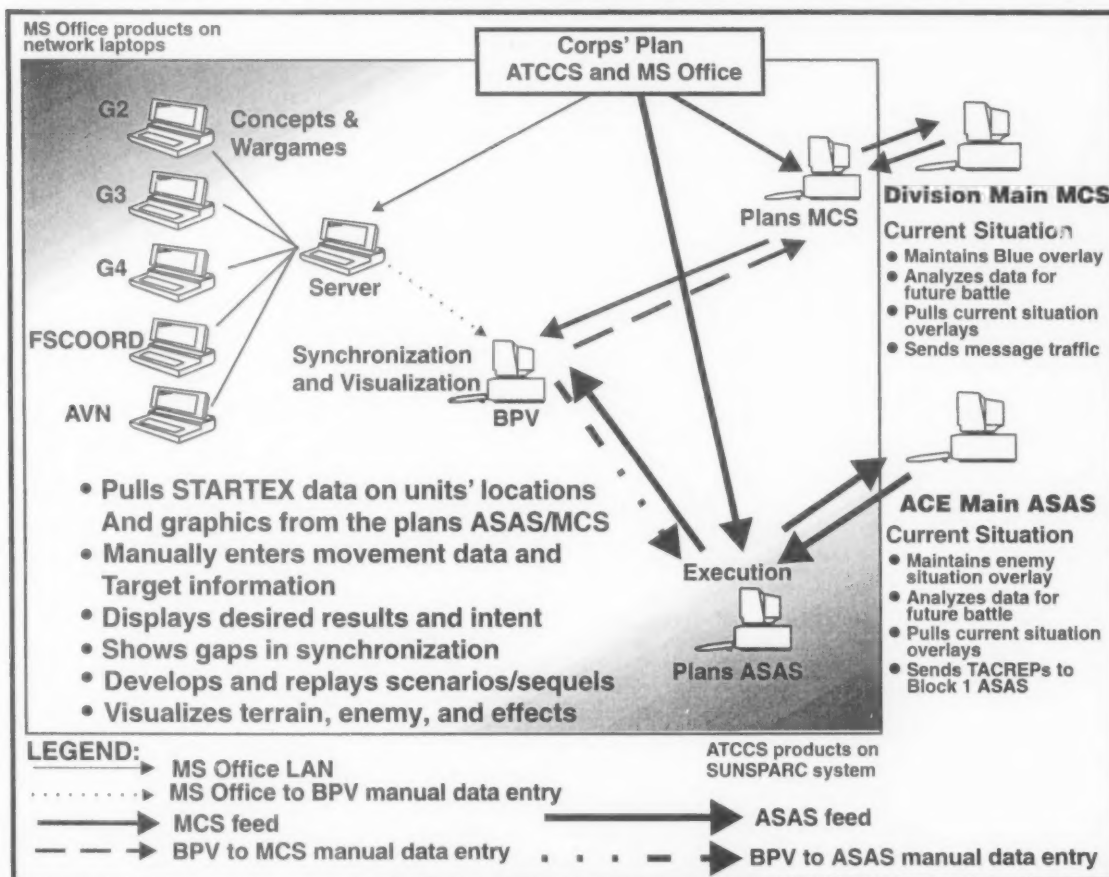 MS Office products on
network laptops
Corps' Plan
ATCCS and MS Office
G2
Concepts &
Wargames
G3
G4
FSCOORD
AVN
Server
Plans MCS
Division Main MCS
Current Situation
• Maintains Blue overlay
• Analyzes data for
future battle
• Pulls current situation
overlays
• Sends message traffic
Synchronization
and Visualization
BPV
• Pulls STARTEX data on units' locations
And graphics from the plans ASAS/MCS
• Manually enters movement data and
Target information
• Displays desired results and intent
• Shows gaps in synchronization
• Develops and replays scenarios/sequels
• Visualizes terrain, enemy, and effects
Execution
Plans ASAS
ACE Main ASAS
Current Situation
• Maintains enemy
situation overlay
• Analyzes data for
future battle
• Pulls current situation
overlays
• Sends TACREPs to
Block 1 ASAS
ATCCS products on
SUNSPARC system
LEGEND:
MS Office LAN
MS Office to BPV manual data entry
MCS feed
BPV to MCS manual data entry
ASAS feed
BPV to ASAS manual data entry